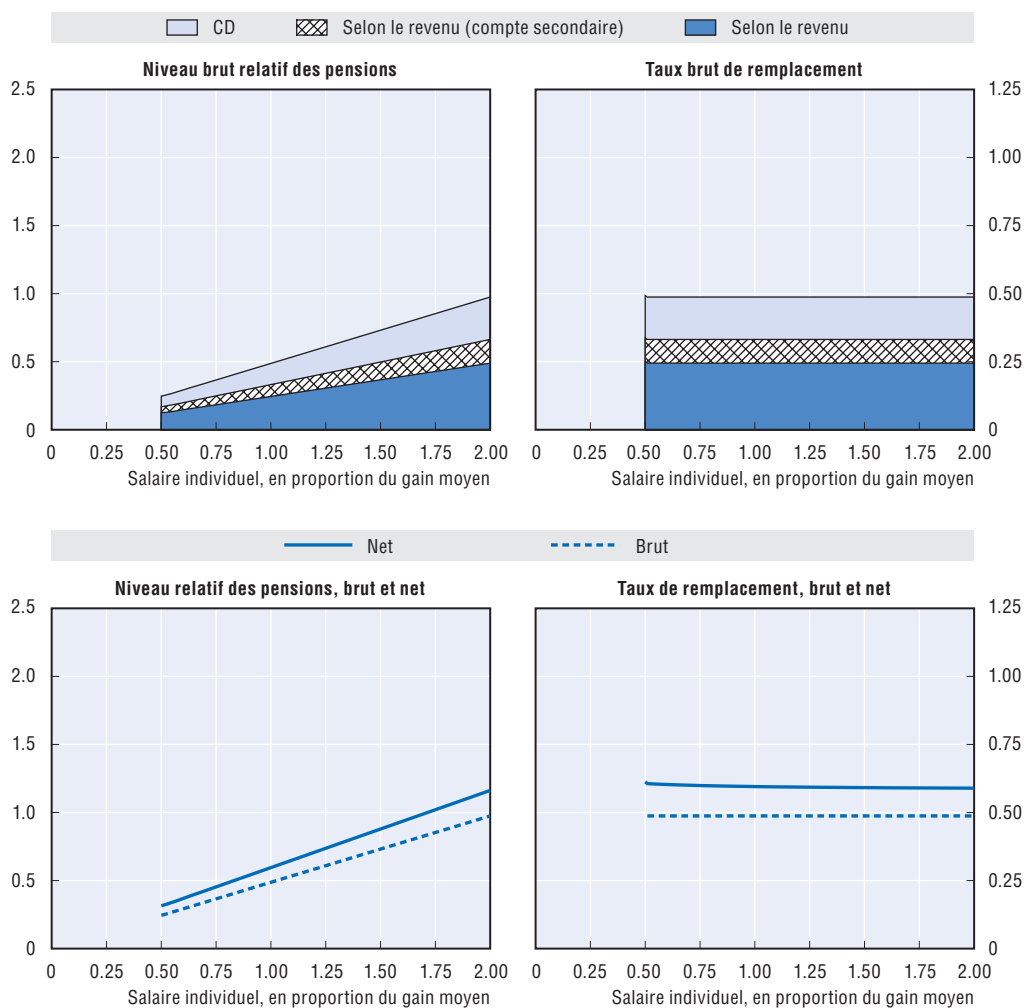 CD Selon le revenu (compte secondaire) Selon le revenu
Niveau brut relatif des pensions
2.5
2.0
1.5
1.0
0.5
0
0 0.25 0.50 0.75 1.00 1.25 1.50 1.75 2.00
Salaire individuel, en proportion du gain moyen
Taux brut de remplacement
1.25
1.00
0.75
0.50
0.25
0
0 0.25 0.50 0.75 1.00 1.25 1.50 1.75 2.00
Salaire individuel, en proportion du gain moyen
Net Brut
Niveau relatif des pensions, brut et net
2.5
2.0
1.5
1.0
0.5
0
0 0.25 0.50 0.75 1.00 1.25 1.50 1.75 2.00
Salaire individuel, en proportion du gain moyen
Taux de remplacement, brut et net
1.25
1.00
0.75
0.50
0.25
0
0 0.25 0.50 0.75 1.00 1.25 1.50 1.75 2.00
Salaire individuel, en proportion du gain moyen